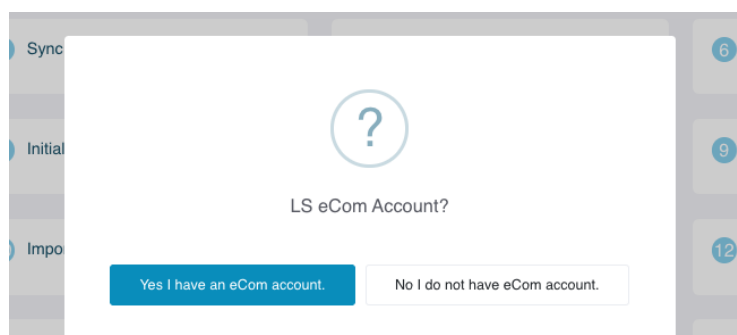 Sync
6
?
LS eCom Account?
Initial
9
Impo
12
Yes I have an eCom account.
No I do not have eCom account.